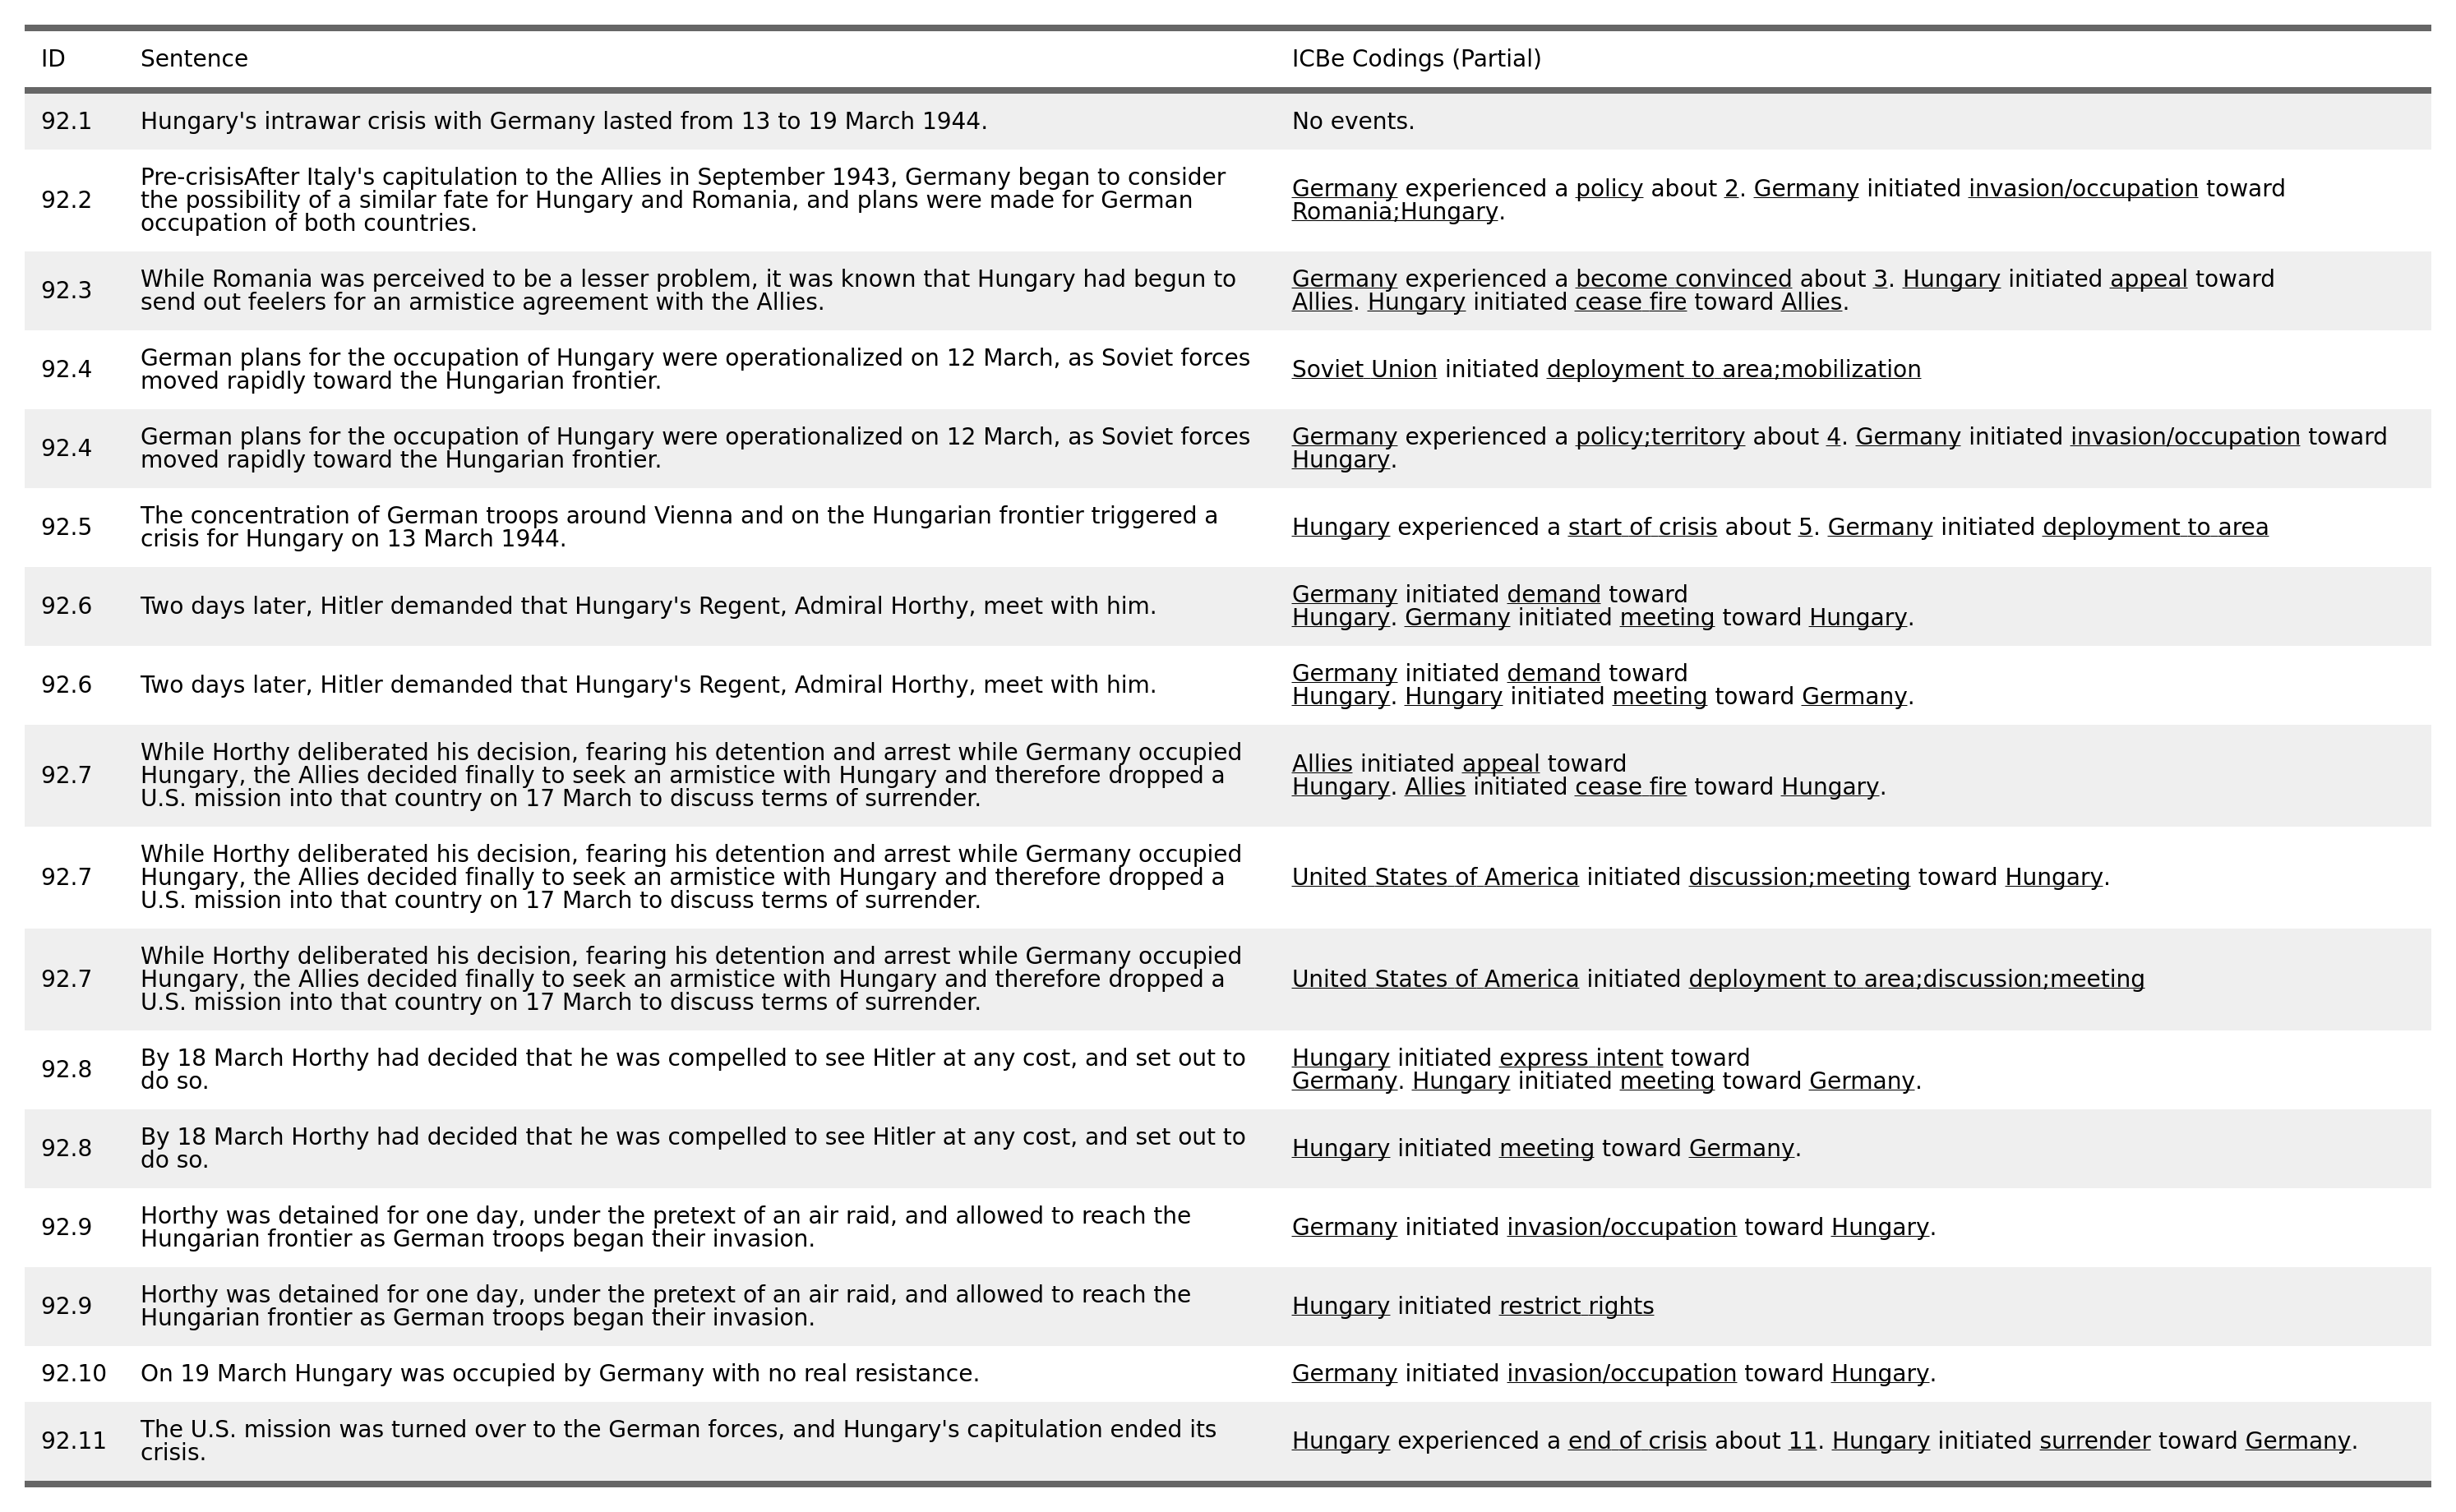 ID Sentence ICBe Codings (Partial)
92.1 Hungary's intrawar crisis with Germany lasted from 13 to 19 March 1944. No events.
92.2
Pre-crisisAfter Italy's capitulation to the Allies in September 1943, Germany began to consider
the possibility of a similar fate for Hungary and Romania, and plans were made for German
occupation of both countries.
Germany experienced a policy about 2. Germany initiated invasion/occupation toward
Romania;Hungary.
92.3
While Romania was perceived to be a lesser problem, it was known that Hungary had begun to
send out feelers for an armistice agreement with the Allies.
Germany experienced a become convinced about 3. Hungary initiated appeal toward
Allies. Hungary initiated cease fire toward Allies.
92.4
German plans for the occupation of Hungary were operationalized on 12 March, as Soviet forces
moved rapidly toward the Hungarian frontier.
Soviet Union initiated deployment to area;mobilization
92.4
German plans for the occupation of Hungary were operationalized on 12 March, as Soviet forces
moved rapidly toward the Hungarian frontier.
Germany experienced a policy;territory about 4. Germany initiated invasion/occupation toward
Hungary.
92.5
The concentration of German troops around Vienna and on the Hungarian frontier triggered a
crisis for Hungary on 13 March 1944.
Hungary experienced a start of crisis about 5. Germany initiated deployment to area
92.6
Two days later, Hitler demanded that Hungary's Regent, Admiral Horthy, meet with him.
Germany initiated demand toward
Hungary. Germany initiated meeting toward Hungary.
92.6
Two days later, Hitler demanded that Hungary's Regent, Admiral Horthy, meet with him.
Germany initiated demand toward
Hungary. Hungary initiated meeting toward Germany.
92.7
While Horthy deliberated his decision, fearing his detention and arrest while Germany occupied
Hungary, the Allies decided finally to seek an armistice with Hungary and therefore dropped a
U.S. mission into that country on 17 March to discuss terms of surrender.
Allies initiated appeal toward
Hungary. Allies initiated cease fire toward Hungary.
92.7
While Horthy deliberated his decision, fearing his detention and arrest while Germany occupied
Hungary, the Allies decided finally to seek an armistice with Hungary and therefore dropped a
U.S. mission into that country on 17 March to discuss terms of surrender.
United States of America initiated discussion;meeting toward Hungary.
92.7
While Horthy deliberated his decision, fearing his detention and arrest while Germany occupied
Hungary, the Allies decided finally to seek an armistice with Hungary and therefore dropped a
U.S. mission into that country on 17 March to discuss terms of surrender.
United States of America initiated deployment to area;discussion;meeting
92.8
By 18 March Horthy had decided that he was compelled to see Hitler at any cost, and set out to
do so.
Hungary initiated express intent toward
Germany. Hungary initiated meeting toward Germany.
92.8
By 18 March Horthy had decided that he was compelled to see Hitler at any cost, and set out to
do so.
Hungary initiated meeting toward Germany.
92.9
Horthy was detained for one day, under the pretext of an air raid, and allowed to reach the
Hungarian frontier as German troops began their invasion.
Germany initiated invasion/occupation toward Hungary.
92.9
Horthy was detained for one day, under the pretext of an air raid, and allowed to reach the
Hungarian frontier as German troops began their invasion.
Hungary initiated restrict rights
92.10 On 19 March Hungary was occupied by Germany with no real resistance. Germany initiated invasion/occupation toward Hungary.
92.11
The U.S. mission was turned over to the German forces, and Hungary's capitulation ended its
crisis.
Hungary experienced a end of crisis about 11. Hungary initiated surrender toward Germany.